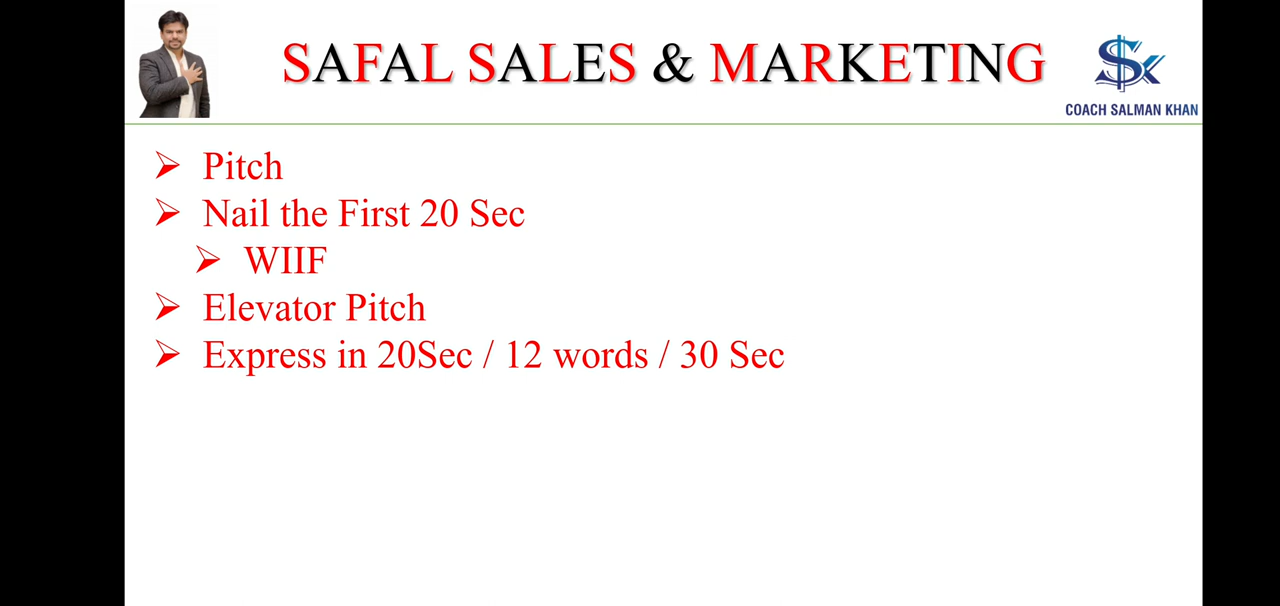 SAFAL SALES & MARKETING
COACH SALMAN KHAN
Pitch
Nail the First 20 Sec
WIIF
Elevator Pitch
Express in 20Sec / 12 words / 30 Sec